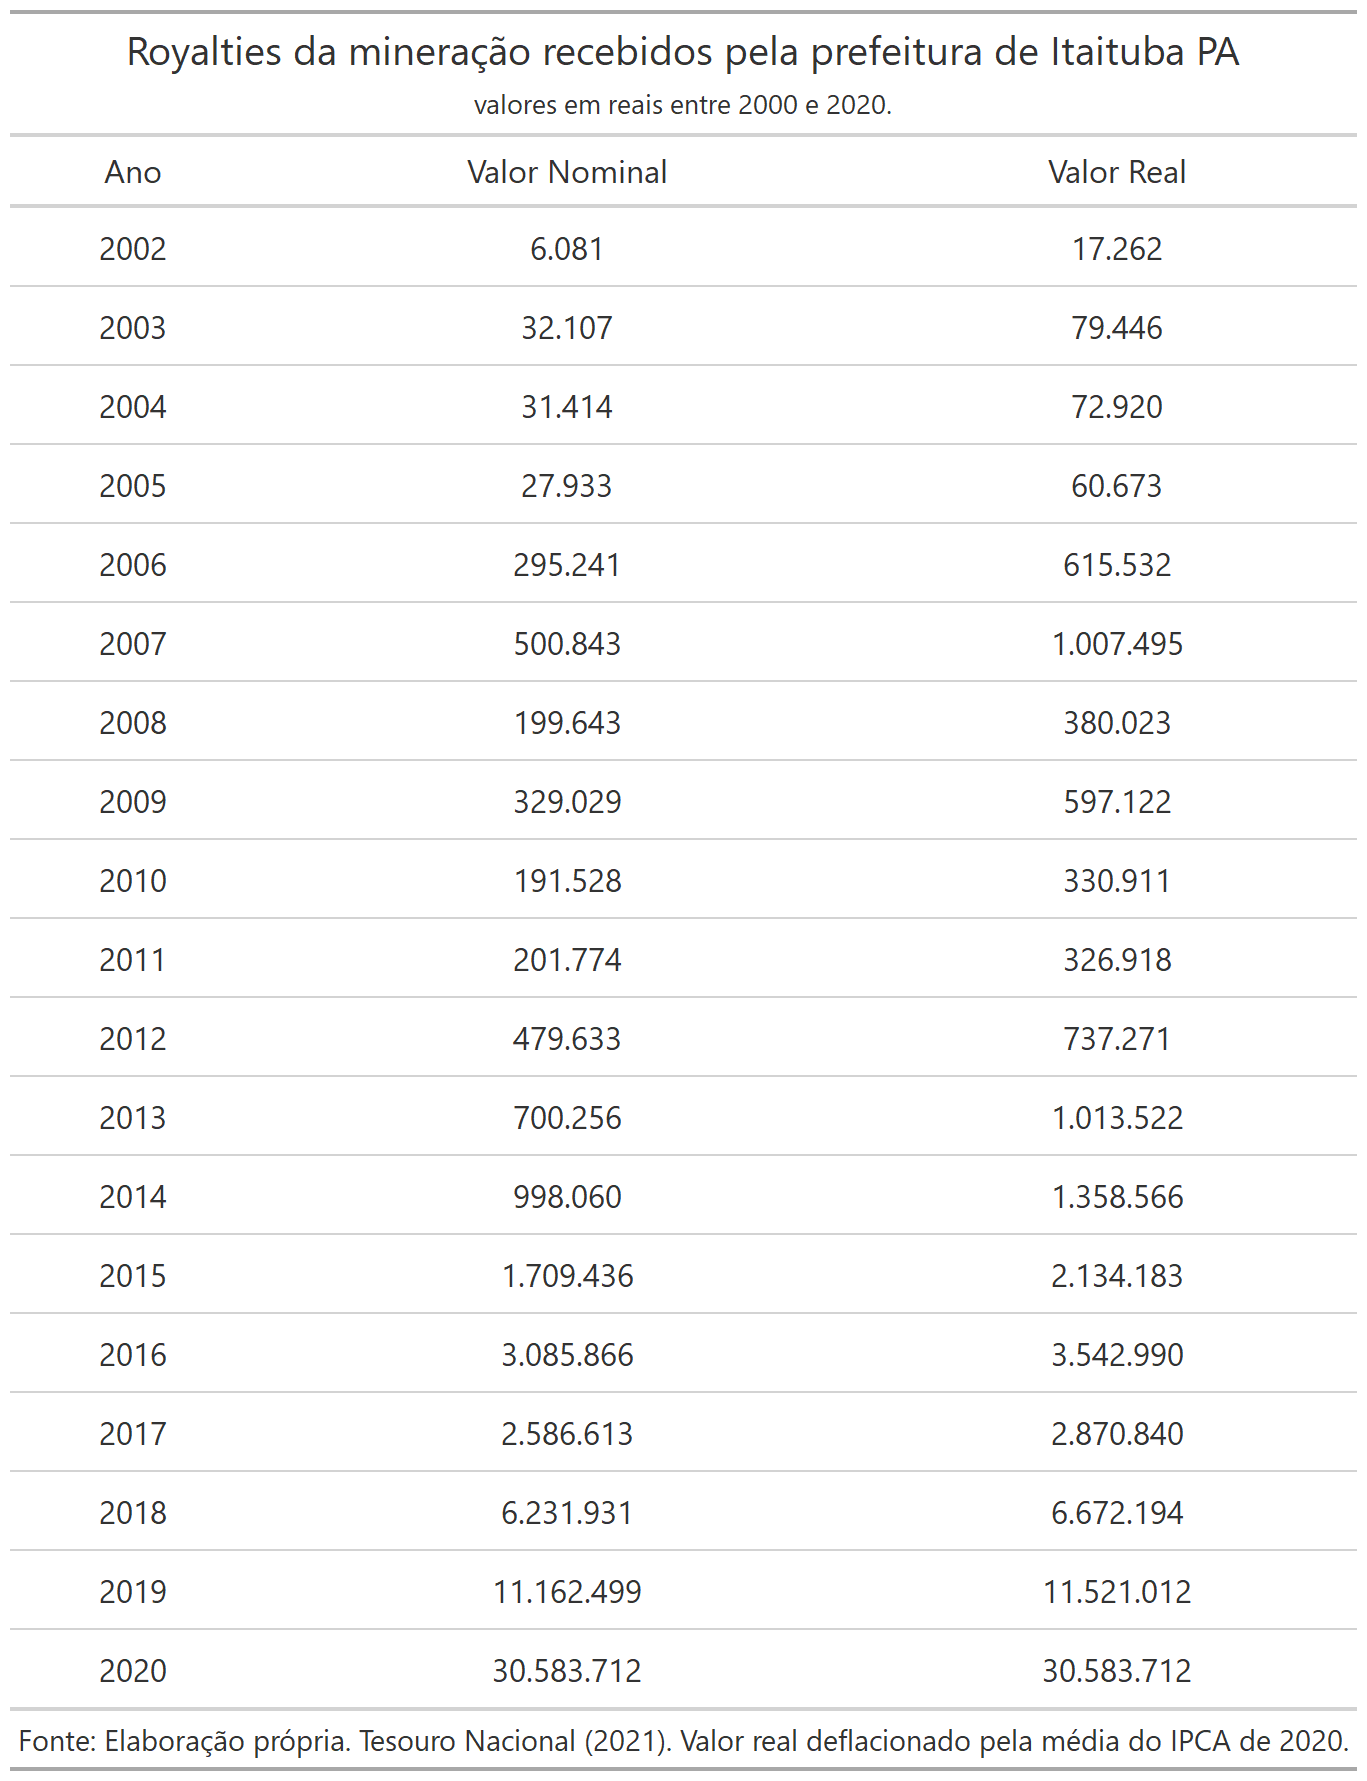 Royalties da mineração recebidos pela prefeitura de Itaituba PA
valores em reais entre 2000 e 2020.
Ano Valor Nominal Valor Real
2002 6.081 17.262
2003 32.107 79.446
2004 31.414 72.920
2005 27.933 60.673
2006 295.241 615.532
2007 500.843 1.007.495
2008 199.643 380.023
2009 329.029 597.122
2010 191.528 330.911
2011 201.774 326.918
2012 479.633 737.271
2013 700.256 1.013.522
2014 998.060 1.358.566
2015 1.709.436 2.134.183
2016 3.085.866 3.542.990
2017 2.586.613 2.870.840
2018 6.231.931 6.672.194
2019 11.162.499 11.521.012
2020 30.583.712 30.583.712
Fonte: Elaboração própria. Tesouro Nacional (2021). Valor real deflacionado pela média do IPCA de 2020.